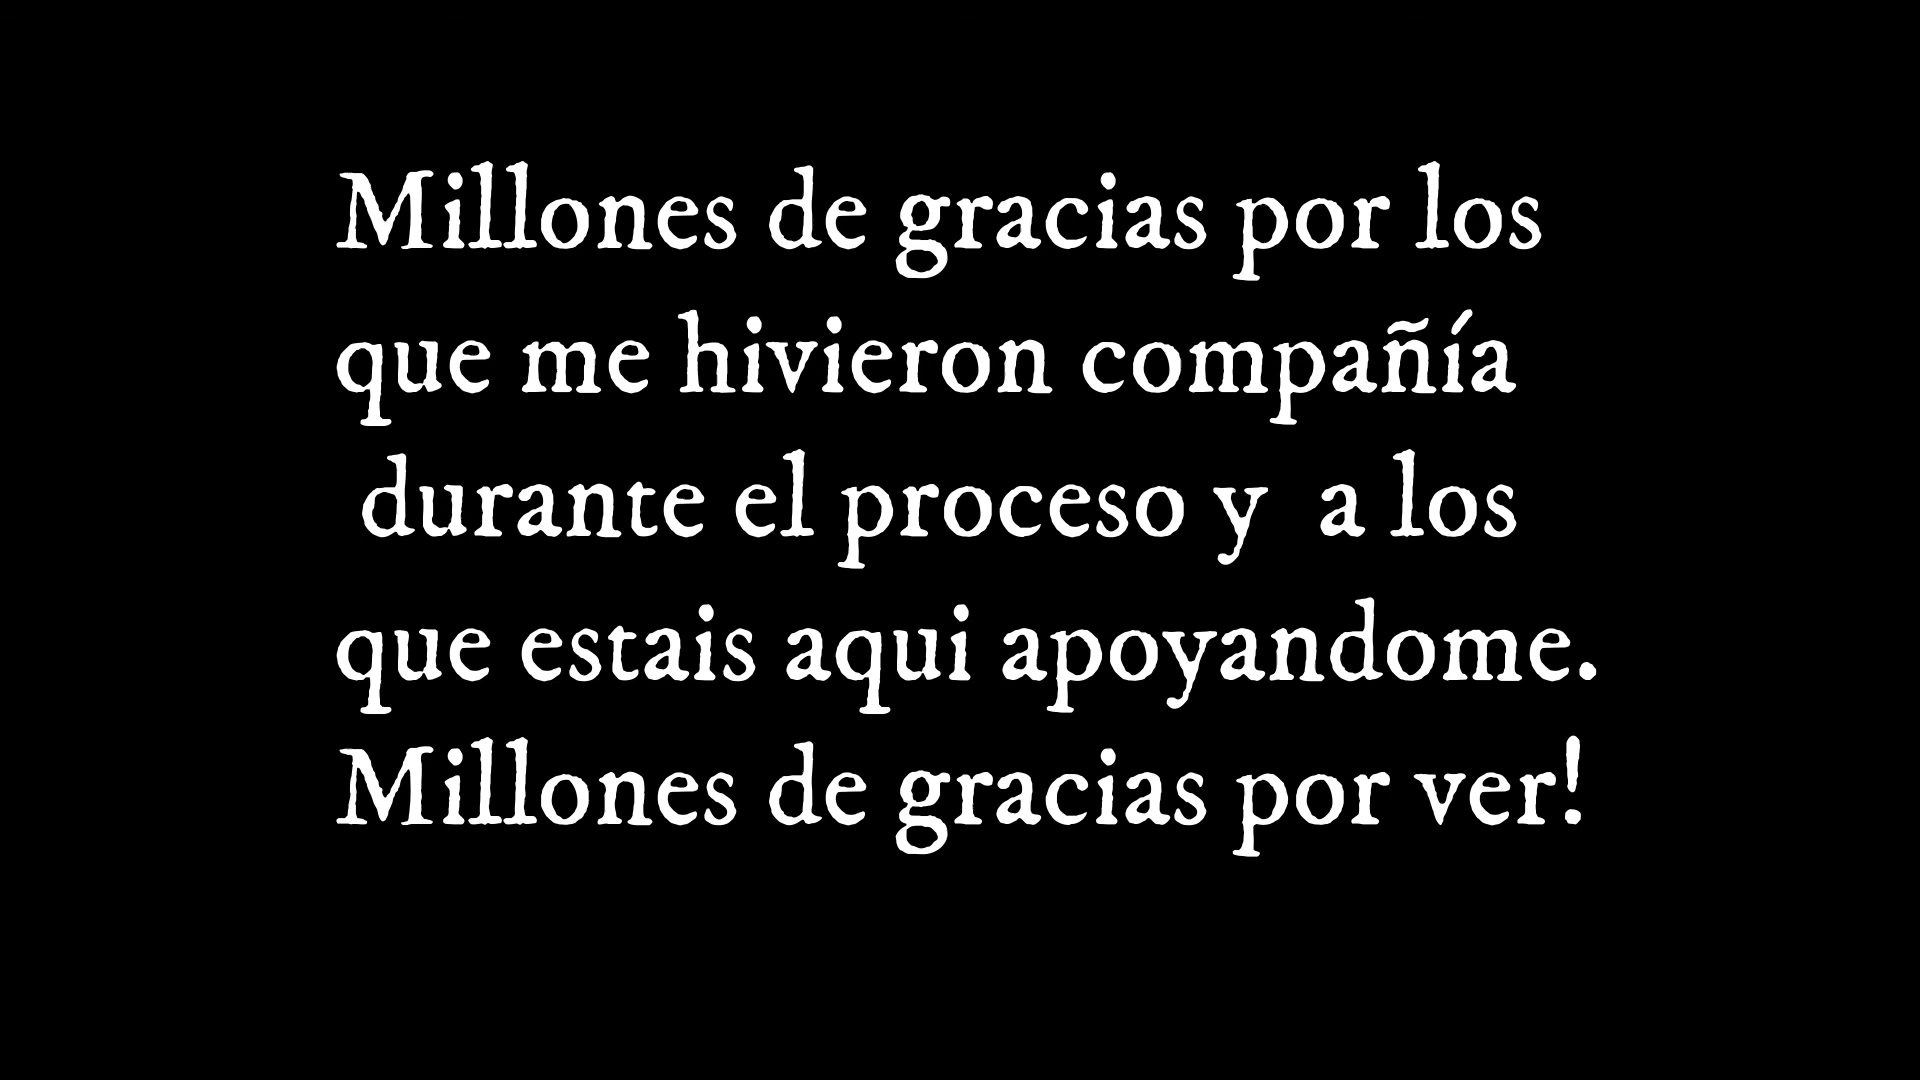 Millones de gracias por los
que me hivieron compañía
durante el proceso y  a los
que estais aqui apoyandome.
Millones de gracias por ver!